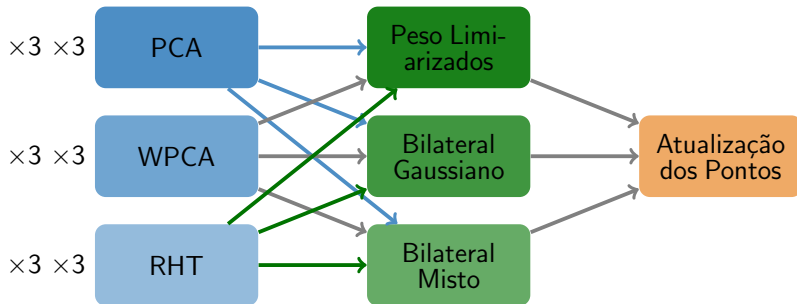 ×3 ×3 PCA
Peso Limi-
arizados
×3 ×3 WPCA
Bilateral
Gaussiano
Atualização
dos Pontos
×3 ×3 RHT
Bilateral
Misto